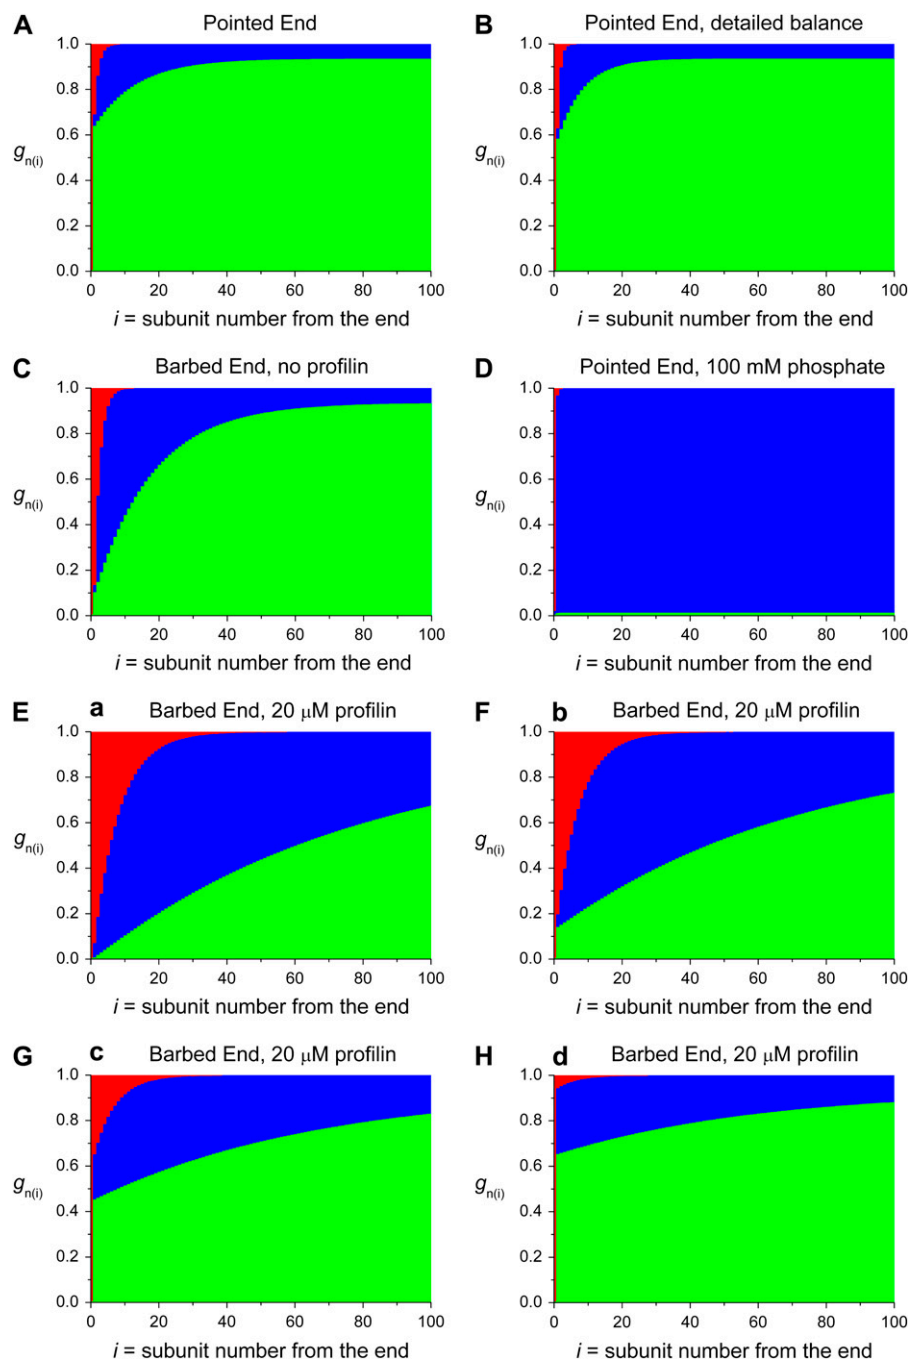 A Pointed End
1.0
0.8
0.6
0.4
0.2
0.0
gn(i)
0 20 40 60 80 100
i = subunit number from the end
B Pointed End, detailed balance
1.0
0.8
0.6
0.4
0.2
0.0
gn(i)
0 20 40 60 80 100
i = subunit number from the end
C Barbed End, no profilin
1.0
0.8
0.6
0.4
0.2
0.0
gn(i)
0 20 40 60 80 100
i = subunit number from the end
D Pointed End, 100 mM phosphate
1.0
0.8
0.6
0.4
0.2
0.0
gn(i)
0 20 40 60 80 100
i = subunit number from the end
E a Barbed End, 20 μM profilin
1.0
0.8
0.6
0.4
0.2
0.0
gn(i)
0 20 40 60 80 100
i = subunit number from the end
F b Barbed End, 20 μM profilin
1.0
0.8
0.6
0.4
0.2
0.0
gn(i)
0 20 40 60 80 100
i = subunit number from the end
G c Barbed End, 20 μM profilin
1.0
0.8
0.6
0.4
0.2
0.0
gn(i)
0 20 40 60 80 100
i = subunit number from the end
H d Barbed End, 20 μM profilin
1.0
0.8
0.6
0.4
0.2
0.0
gn(i)
0 20 40 60 80 100
i = subunit number from the end